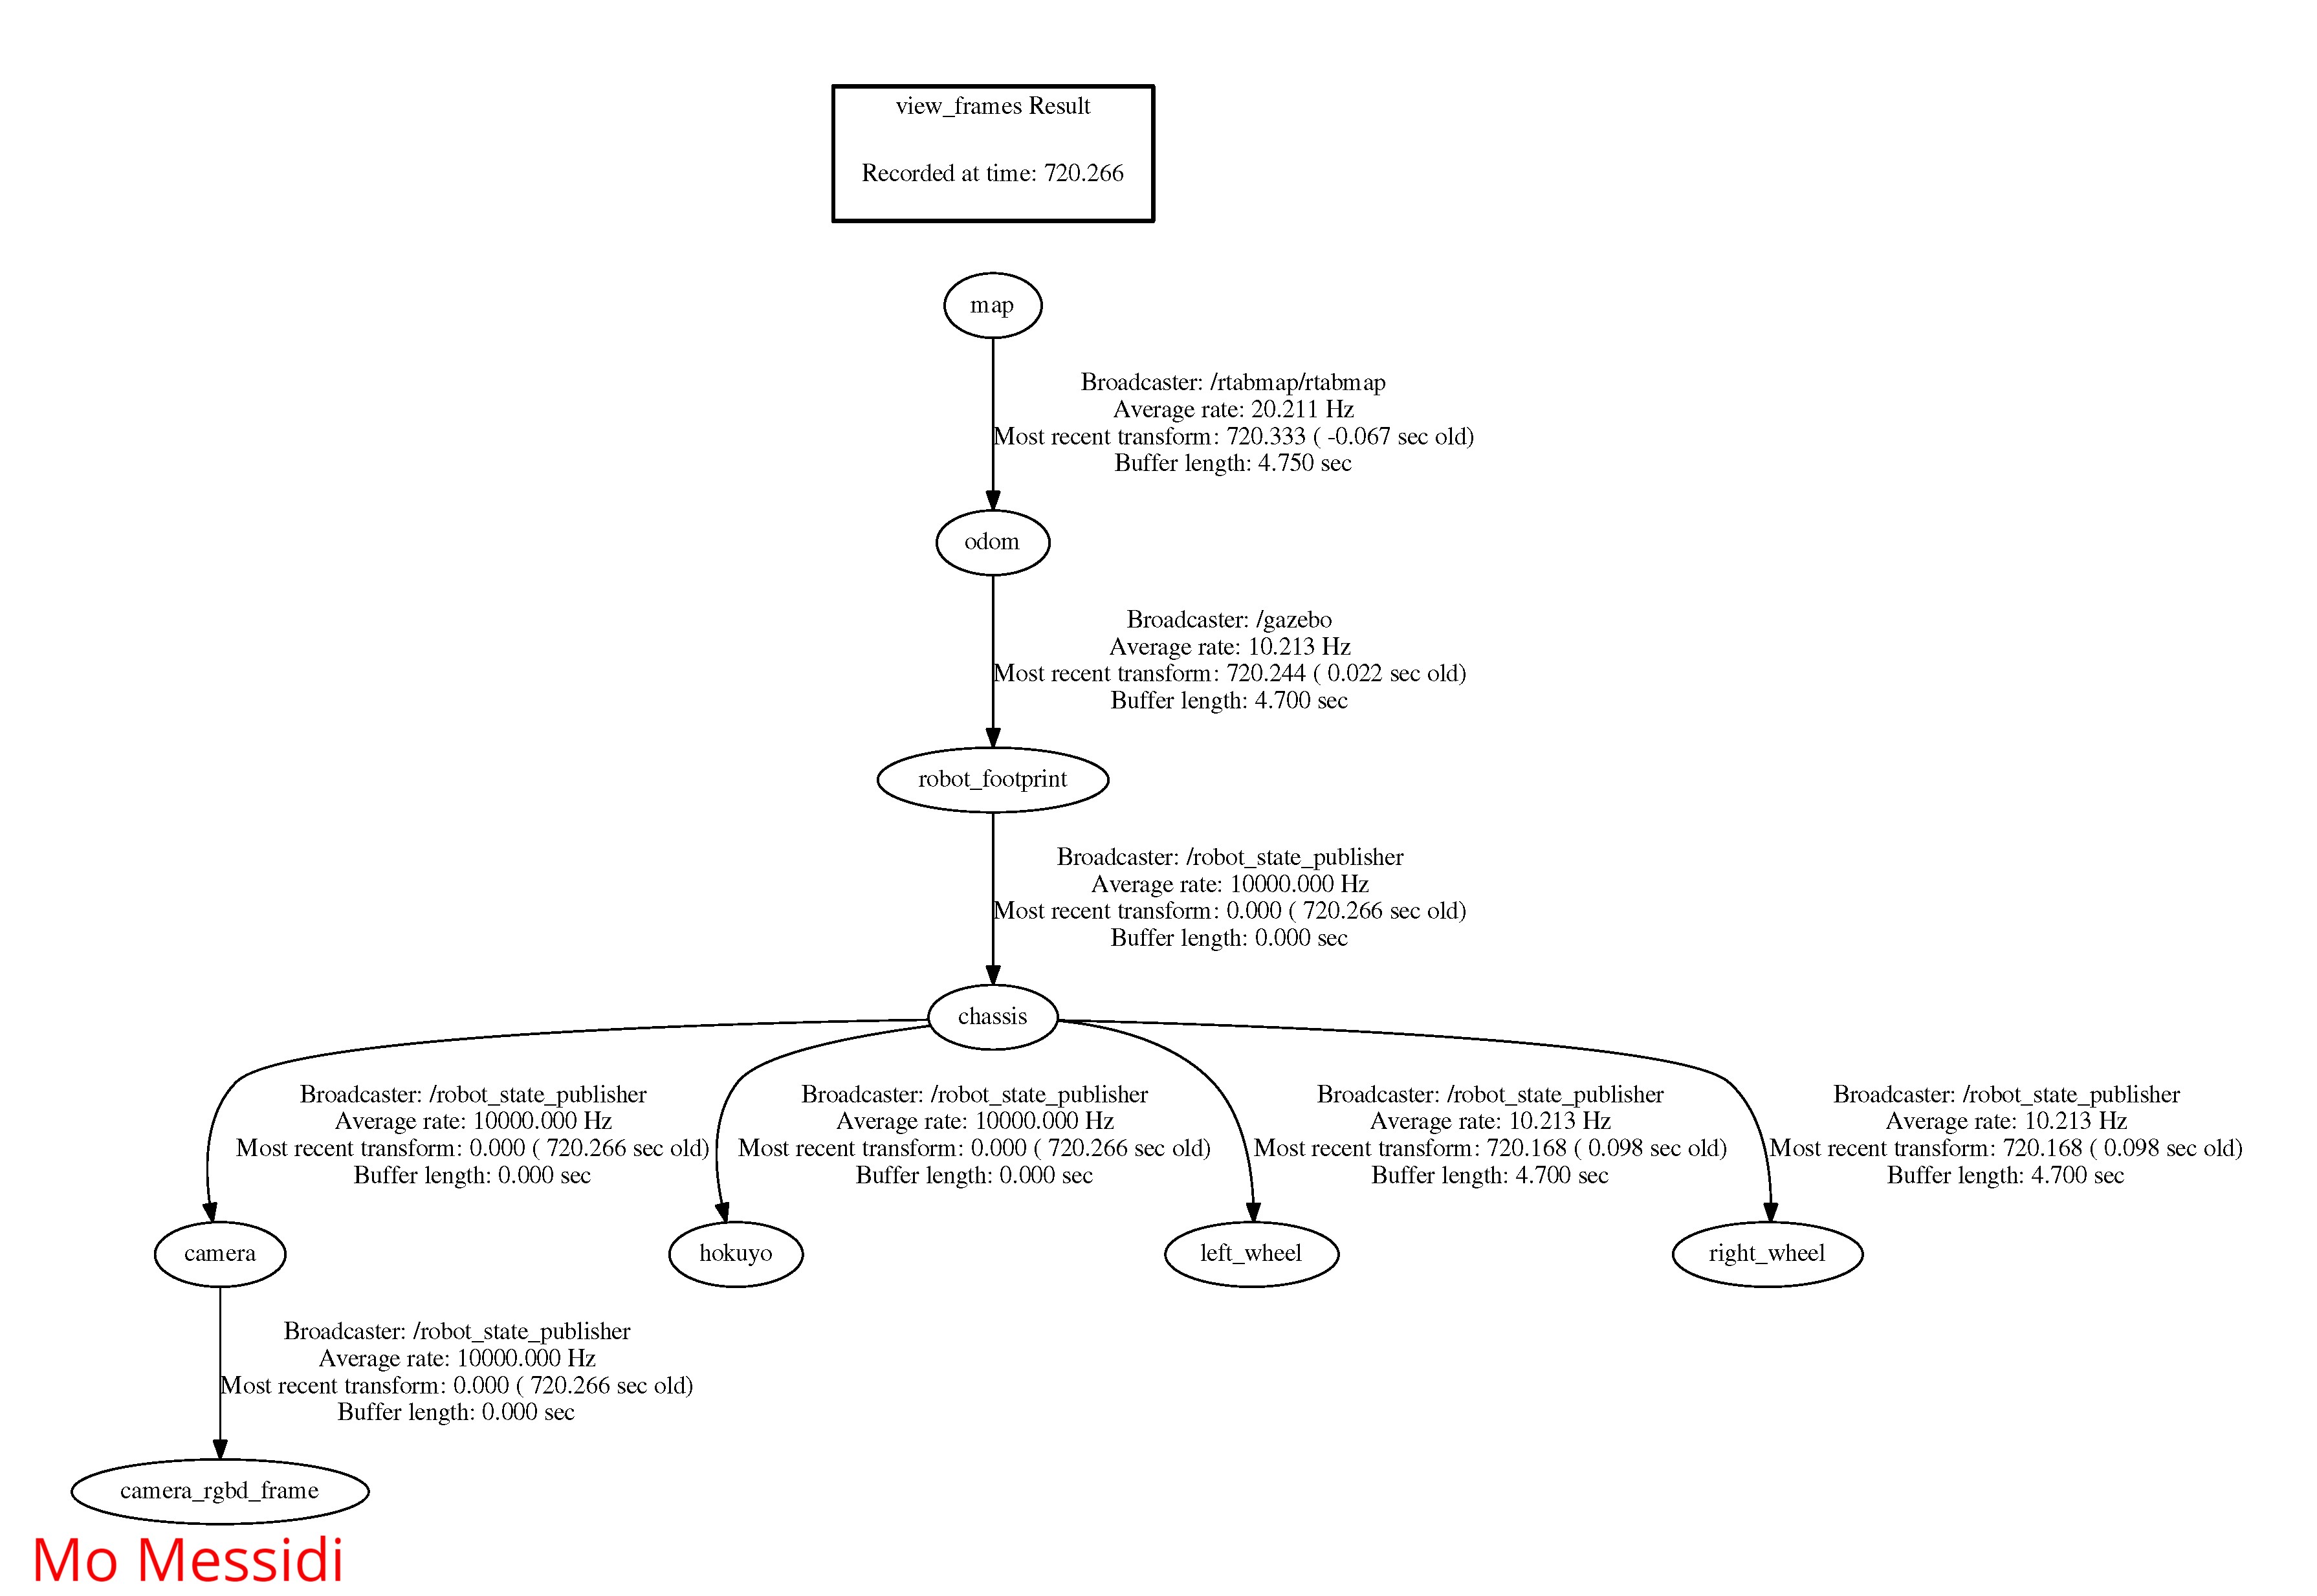 view_frames Result
Recorded at time: 720.266
map
Broadcaster: /rtabmap/rtabmap
Average rate: 20.211 Hz
Most recent transform: 720.333 ( -0.067 sec old)
Buffer length: 4.750 sec
odom
Broadcaster: /gazebo
Average rate: 10.213 Hz
Most recent transform: 720.244 ( 0.022 sec old)
Buffer length: 4.700 sec
robot_footprint
Broadcaster: /robot_state_publisher
Average rate: 10000.000 Hz
Most recent transform: 0.000 ( 720.266 sec old)
Buffer length: 0.000 sec
chassis
Broadcaster: /robot_state_publisher
Average rate: 10000.000 Hz
Most recent transform: 0.000 ( 720.266 sec old)
Buffer length: 0.000 sec
Broadcaster: /robot_state_publisher
Average rate: 10000.000 Hz
Most recent transform: 0.000 ( 720.266 sec old)
Buffer length: 0.000 sec
Broadcaster: /robot_state_publisher
Average rate: 10.213 Hz
Most recent transform: 720.168 ( 0.098 sec old)
Buffer length: 4.700 sec
Broadcaster: /robot_state_publisher
Average rate: 10.213 Hz
Most recent transform: 720.168 ( 0.098 sec old)
Buffer length: 4.700 sec
camera
hokuyo
left_wheel
right_wheel
Broadcaster: /robot_state_publisher
Average rate: 10000.000 Hz
Most recent transform: 0.000 ( 720.266 sec old)
Buffer length: 0.000 sec
camera_rgbd_frame
Mo Messidi